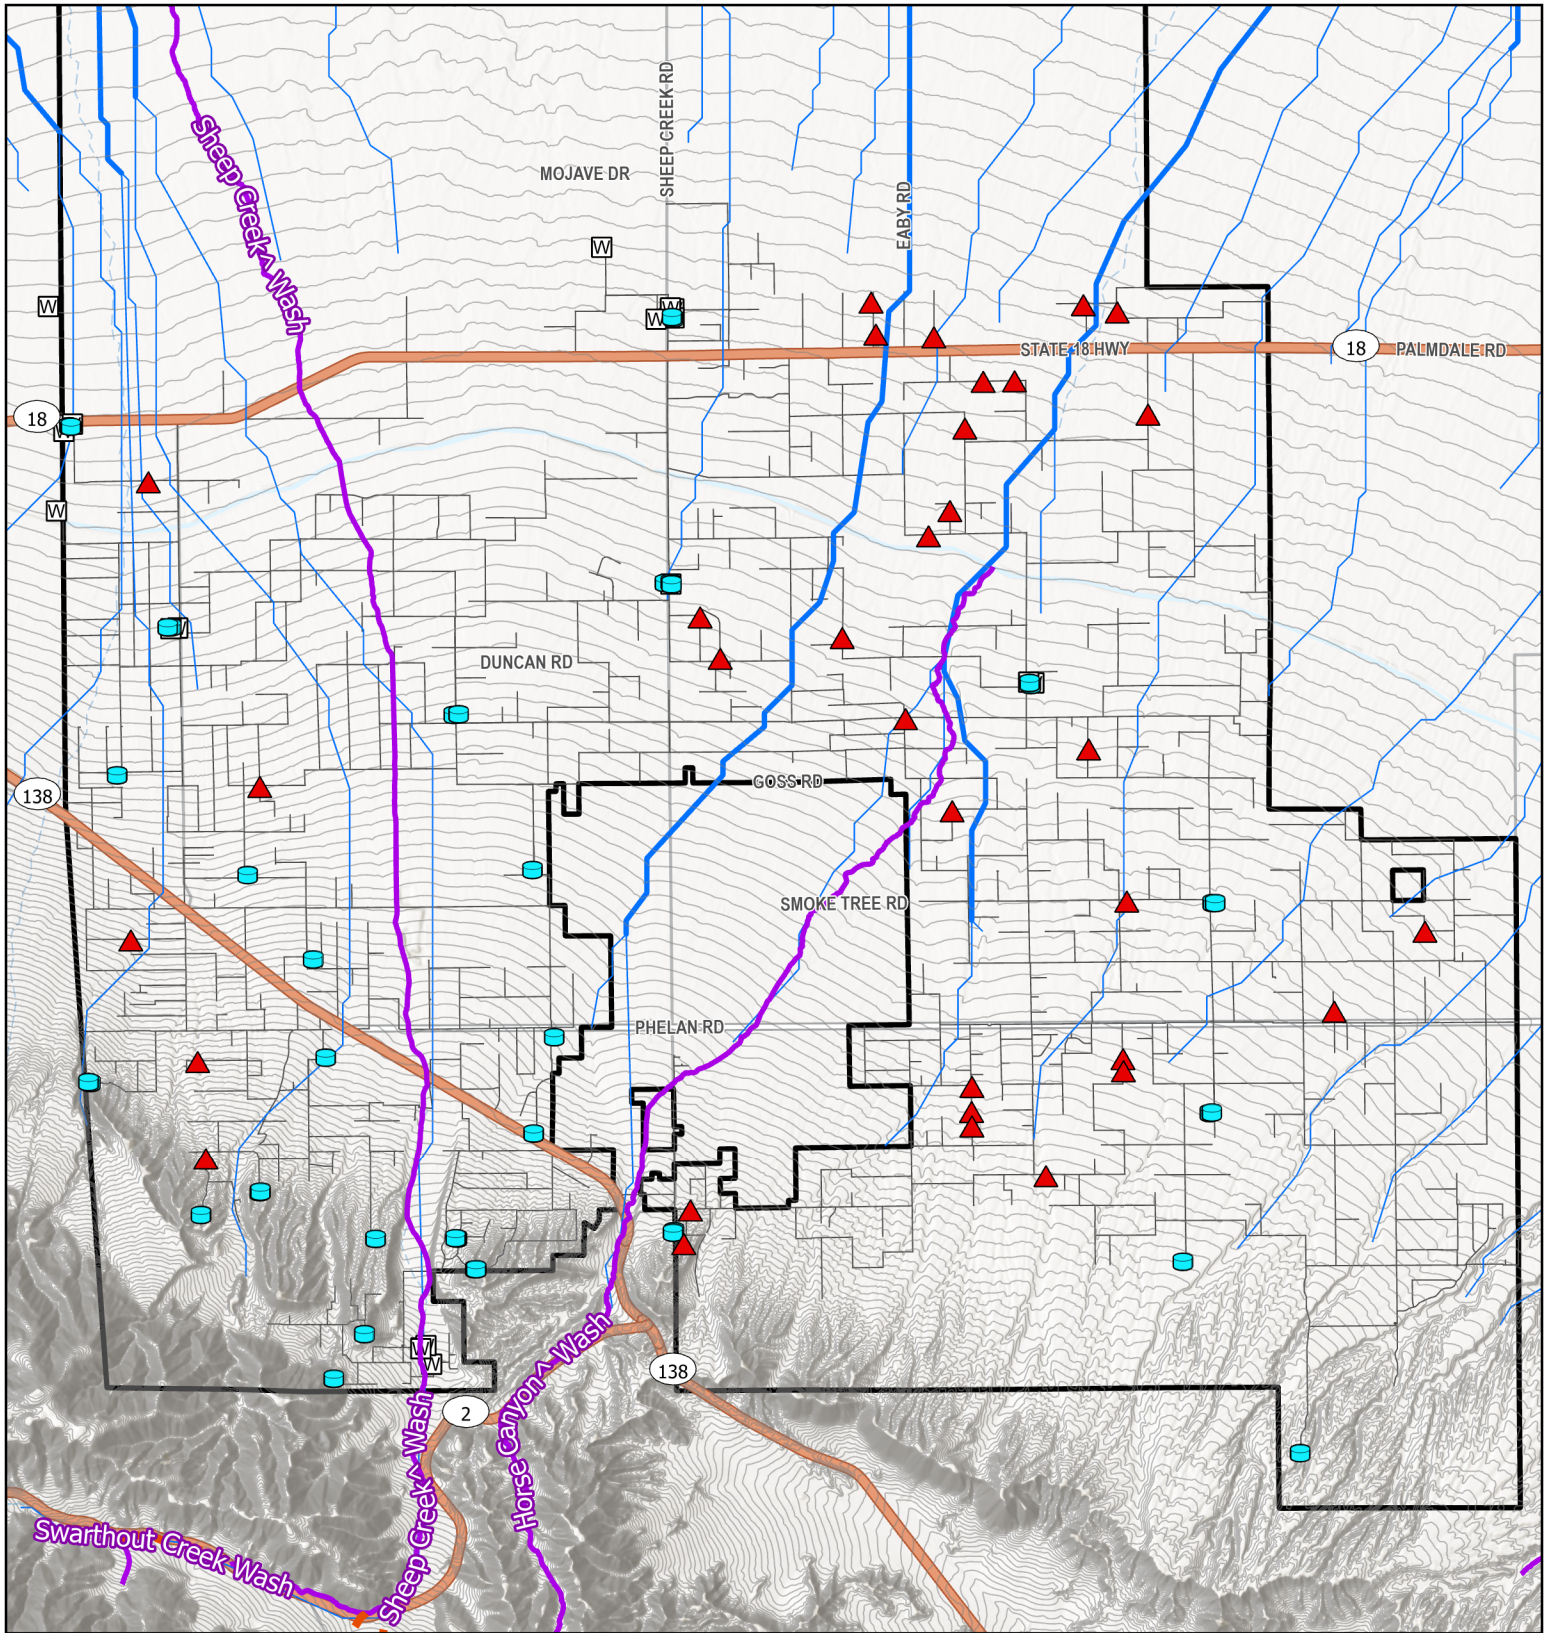 SHEEP CREEK RD
Sheep Creek
^ Wash
MOJAVE DR
EABY RD
W
W
W
W
STATE 18 HWY
18
PALMDALE RD
18
W
W
W
DUNCAN RD
GOSS RD
138
SMOKE TREE RD
PHELAN RD
W
W
138
2
Horse Canyon ^ Wash
Sheep Creek ^ Wash
Swarthout Creek Wash